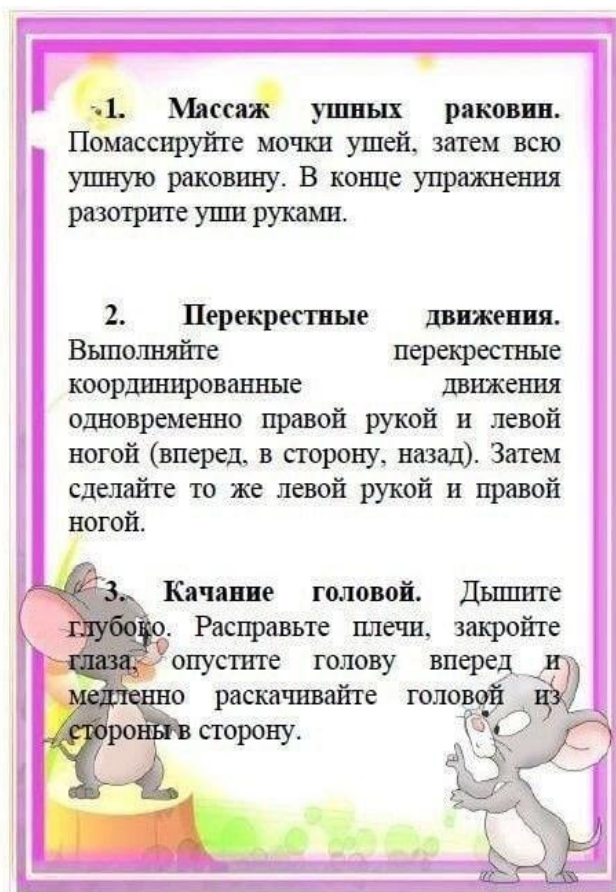 1. Массаж ушных раковин.
Помассируйте мочки ушей, затем всю
ушную раковину. В конце упражнения
разотрите уши руками.
2. Перекрестные движения.
Выполняйте перекрестные
координированные движения
одновременно правой рукой и левой
ногой (вперед, в сторону, назад). Затем
сделайте то же левой рукой и правой
ногой.
3. Качание головой. Дышите
глубоко. Расправьте плечи, закройте
глаза, опустите голову вперед и
медленно раскачивайте головой из
стороны в сторону.